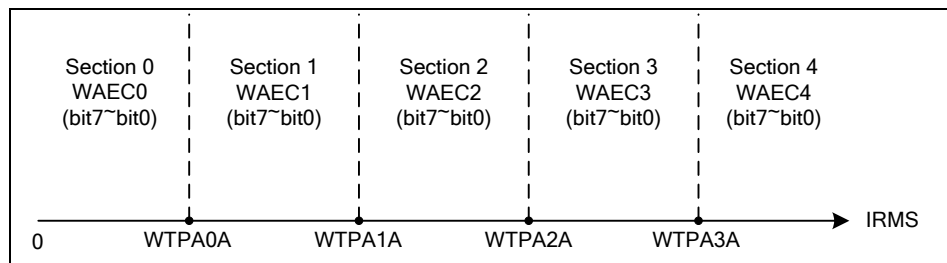 Section 0
WAEC0
(bit7~bit0)
Section 1
WAEC1
(bit7~bit0)
Section 2
WAEC2
(bit7~bit0)
Section 3
WAEC3
(bit7~bit0)
Section 4
WAEC4
(bit7~bit0)
IRMS
0
WTPA0A
WTPA1A
WTPA2A
WTPA3A